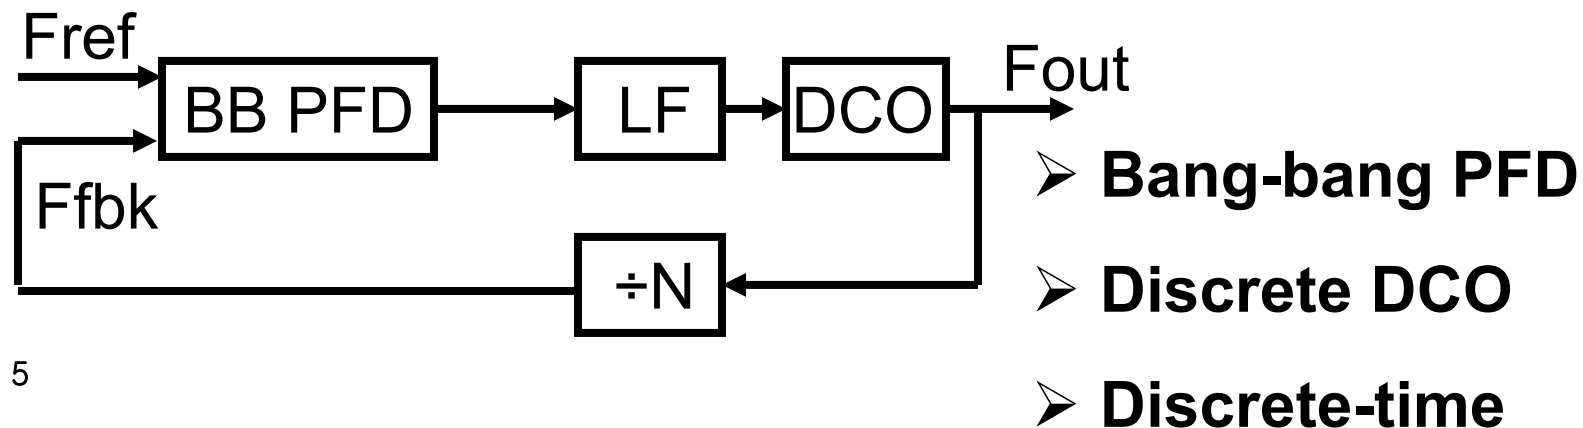 Fref
BB PFD
LF
DCO
Fout
Ffbk
÷N
➢ Bang-bang PFD
➢ Discrete DCO
➢ Discrete-time
5